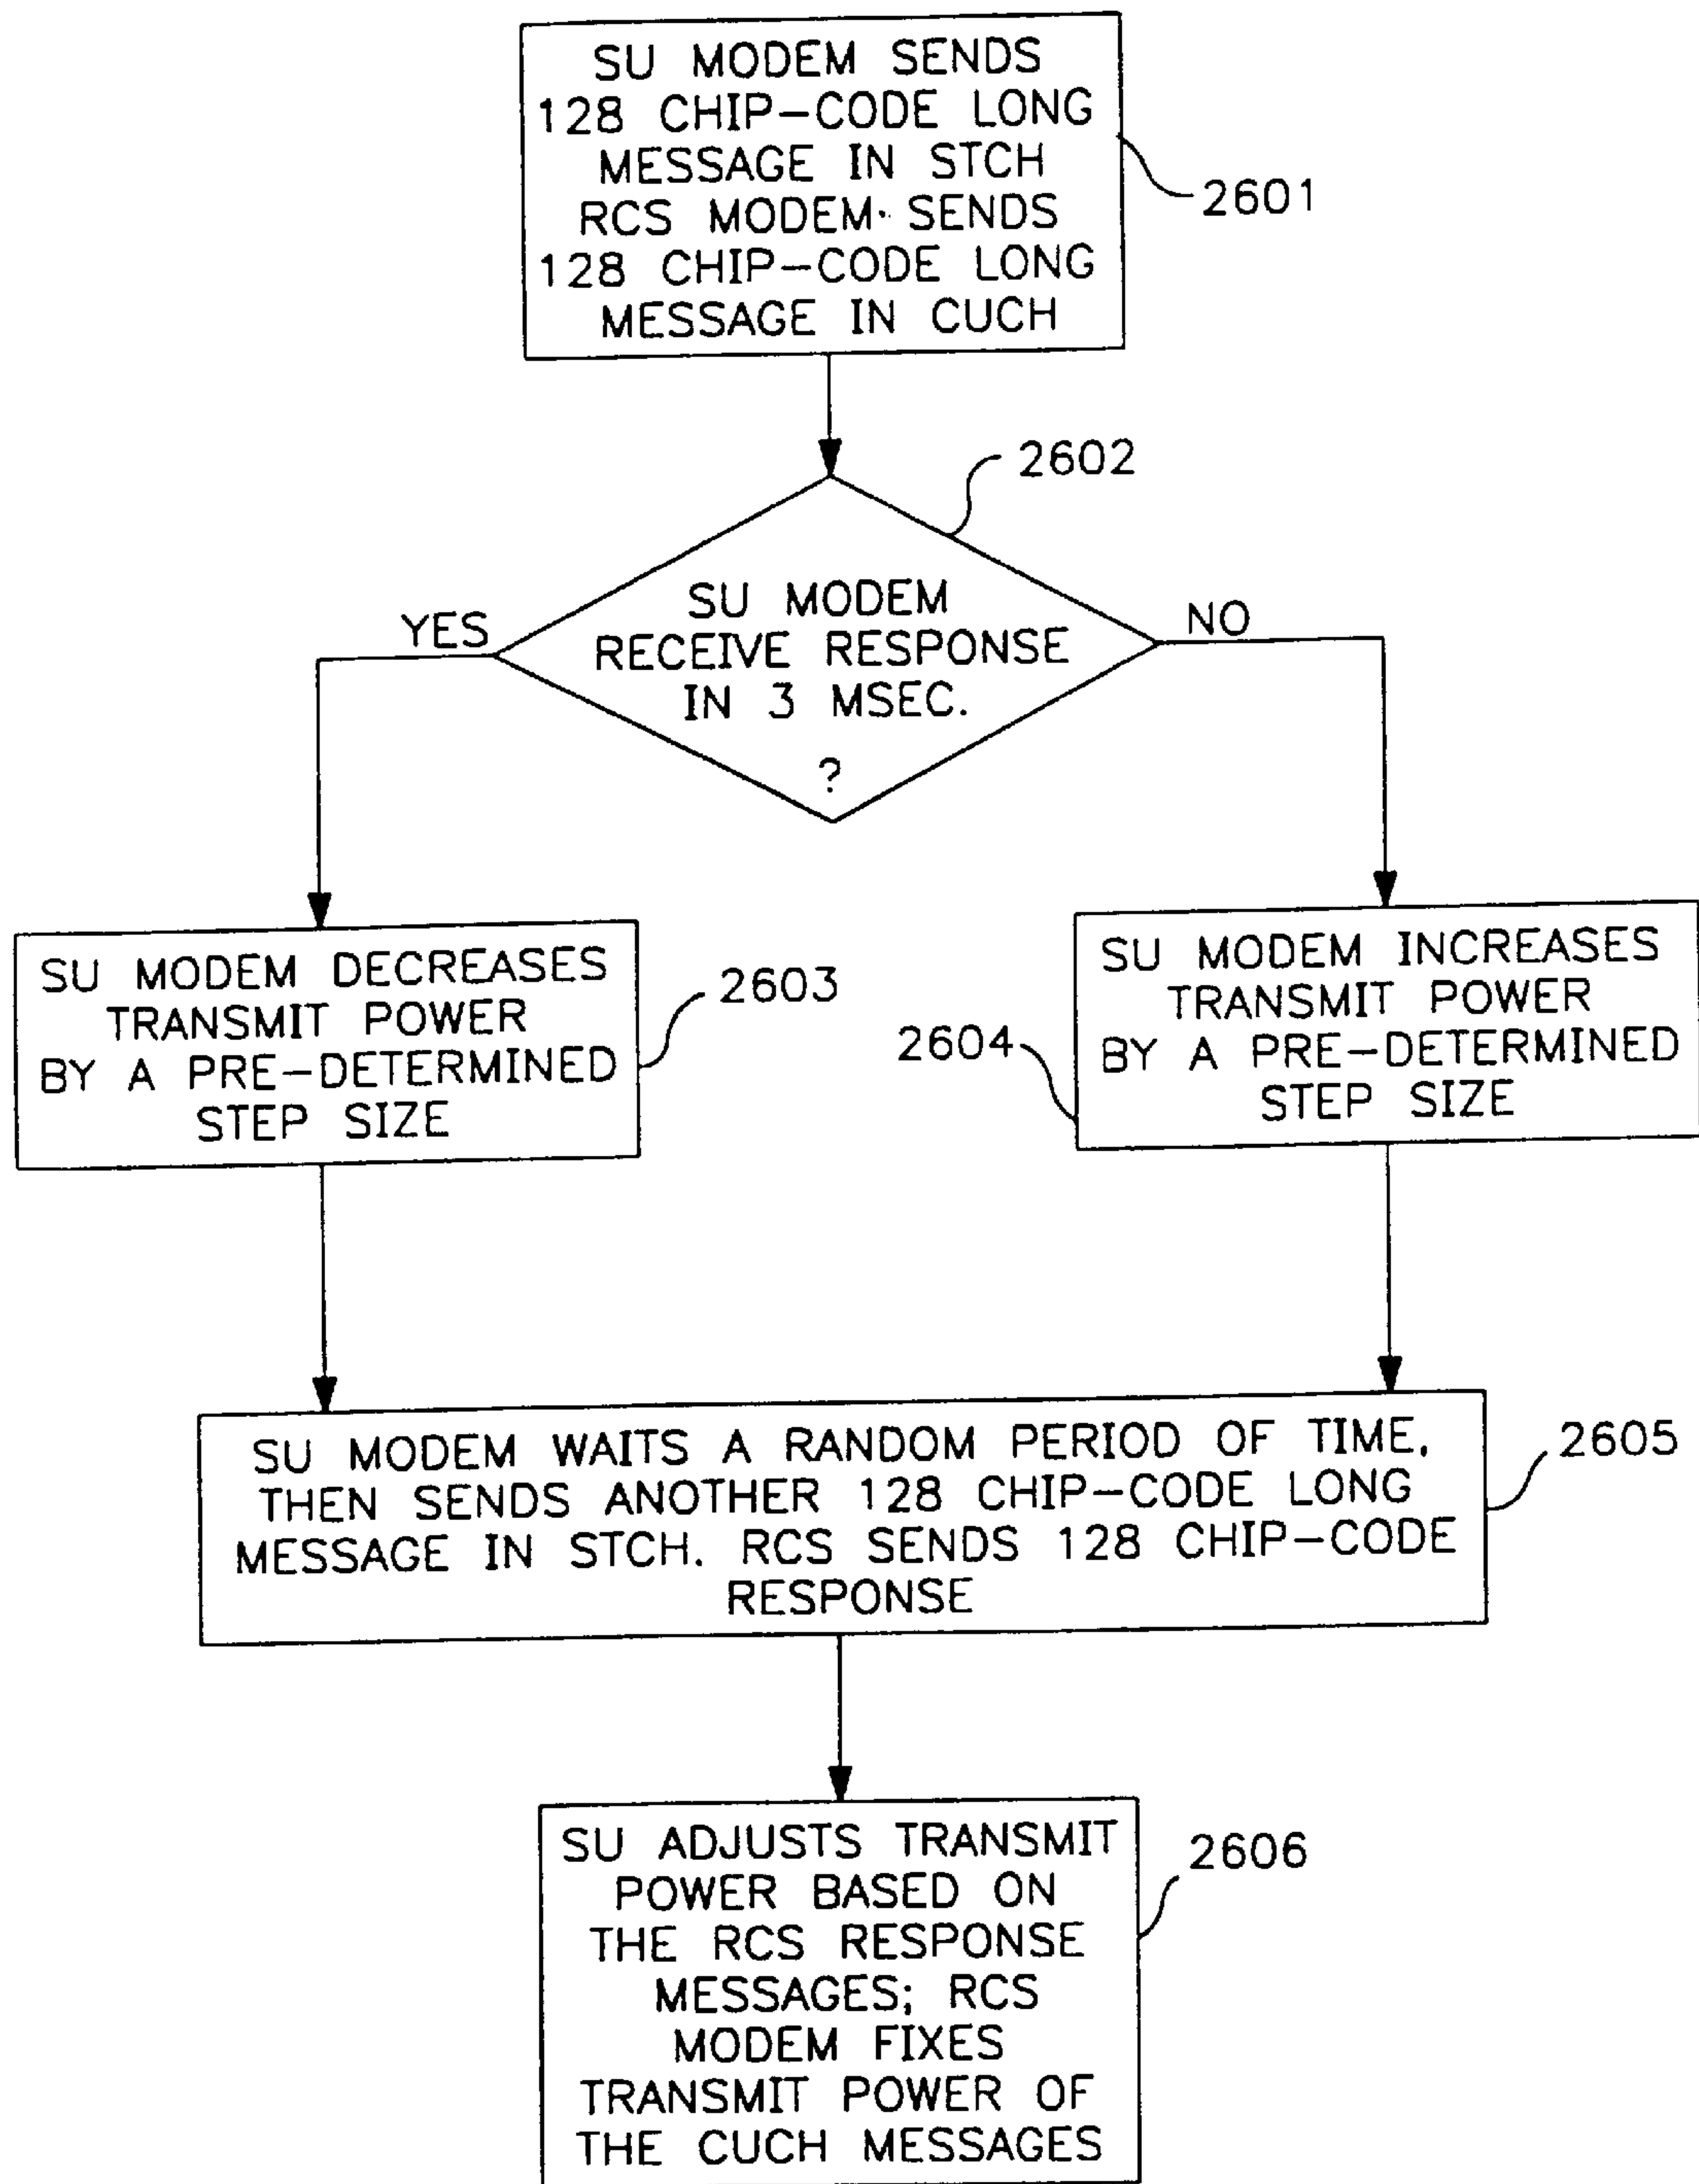 SU MODEM SENDS
128 CHIP-CODE LONG
MESSAGE IN STCH
RCS MODEM SENDS
128 CHIP-CODE LONG
MESSAGE IN CUCH
2601
2602
SU MODEM
RECEIVE RESPONSE
IN 3 MSEC.
?
YES
NO
SU MODEM DECREASES
TRANSMIT POWER
BY A PRE-DETERMINED
STEP SIZE
2603
SU MODEM INCREASES
TRANSMIT POWER
BY A PRE-DETERMINED
STEP SIZE
2604
SU MODEM WAITS A RANDOM PERIOD OF TIME,
THEN SENDS ANOTHER 128 CHIP-CODE LONG
MESSAGE IN STCH. RCS SENDS 128 CHIP-CODE
RESPONSE
2605
SU ADJUSTS TRANSMIT
POWER BASED ON
THE RCS RESPONSE
MESSAGES; RCS
MODEM FIXES
TRANSMIT POWER OF
THE CUCH MESSAGES
2606